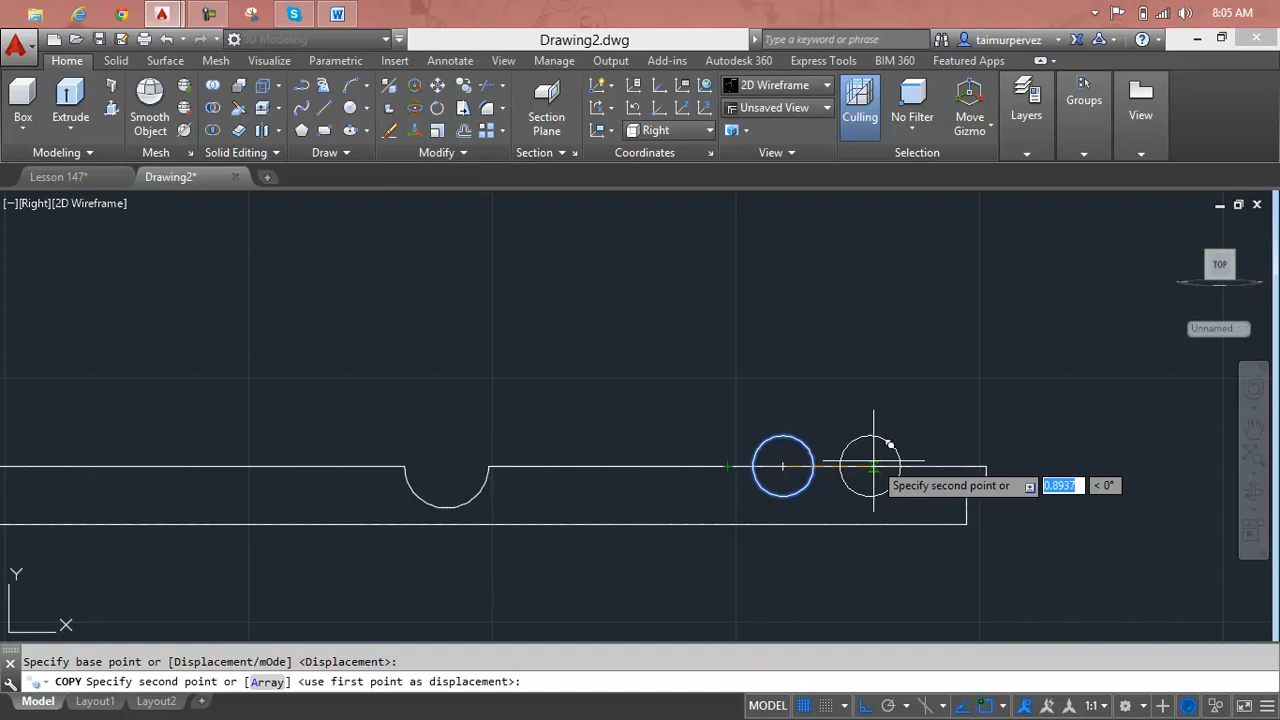 8:05 AM
3D Modeling
Drawing2.dwg
Type a keyword or phrase
taimurpervez
Home Solid Surface Mesh Visualize Parametric Insert Annotate View Manage Output Add-ins Autodesk 360 Express Tools BIM 360 Featured Apps
2D Wireframe
Unsaved View
Right
Box Extrude Smooth Object Section Plane Culling No Filter Move Gizmo Layers Groups View
Modeling Mesh Solid Editing Draw Modify Section Coordinates View Selection
Lesson 147* Drawing2*
[−][Right][2D Wireframe]
TOP
Unnamed
Specify second point or 0.8937 < 0°
Y
X
Specify base point or [Displacement/mOde] <Displacement>:
COPY Specify second point or [Array] <use first point as displacement>:
Model Layout1 Layout2 MODEL 1:1